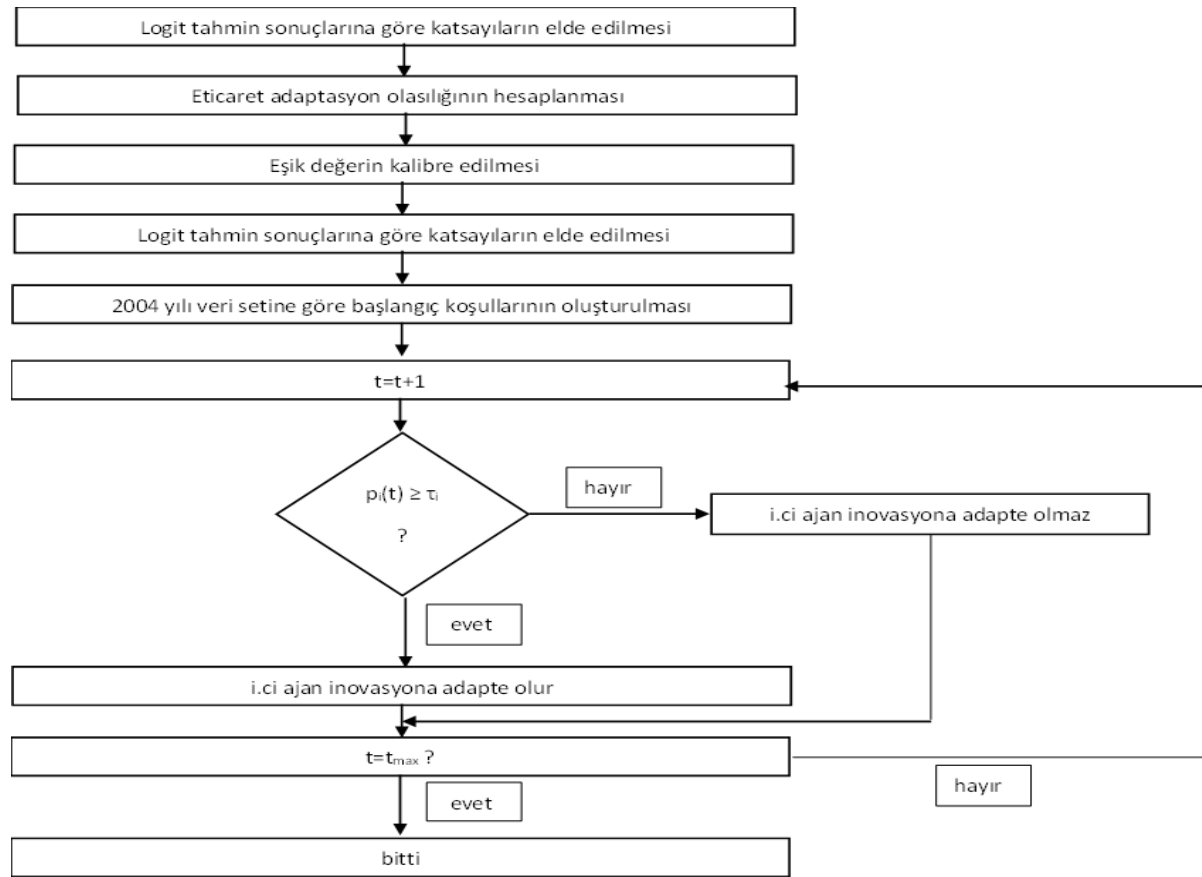 Logit tahmin sonuçlarına göre katsayıların elde edilmesi
Eticaret adaptasyon olasılığının hesaplanması
Eşik değerin kalibre edilmesi
Logit tahmin sonuçlarına göre katsayıların elde edilmesi
2004 yılı veri setine göre başlangıç koşullarının oluşturulması
t=t+1
pᵢ(t) ≥ τᵢ
?
hayır
i.ci ajan inovasyona adapte olmaz
evet
i.ci ajan inovasyona adapte olur
t=tₘₐₓ ?
hayır
evet
bitti